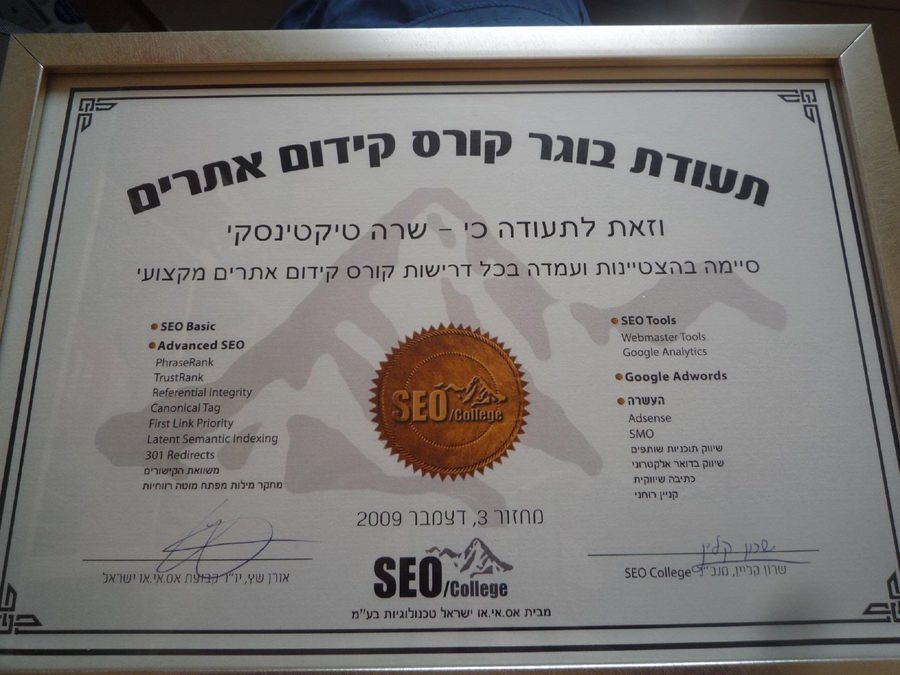 תעודת בוגר קורס קידום אתרים
וזאת לתעודה כי - שרה טיקטינסקי
סיימה בהצטיינות ועמדה בכל דרישות קורס קידום אתרים מקצועי
SEO Basic
Advanced SEO
PhraseRank
TrustRank
Referential Integrity
Canonical Tag
First Link Priority
Latent Semantic Indexing
301 Redirects
משוואת הקישורים
מחקר מילות מפתח מוטה רווחיות
SEO/College
SEO Tools
Webmaster Tools
Google Analytics
Google Adwords
העשרה
Adsense
SMO
שיווק תוכניות שותפים
שיווק בדואר אלקטרוני
כתיבה שיווקית
קניין רוחני
מחזור 3, דצמבר 2009
שרון קליין
שרון קליין, מנכ"ל SEO College
אורן שץ, יו"ר קבוצת אס.אי.או ישראל
SEO/College
מבית אס.אי.או ישראל טכנולוגיות בע"מ